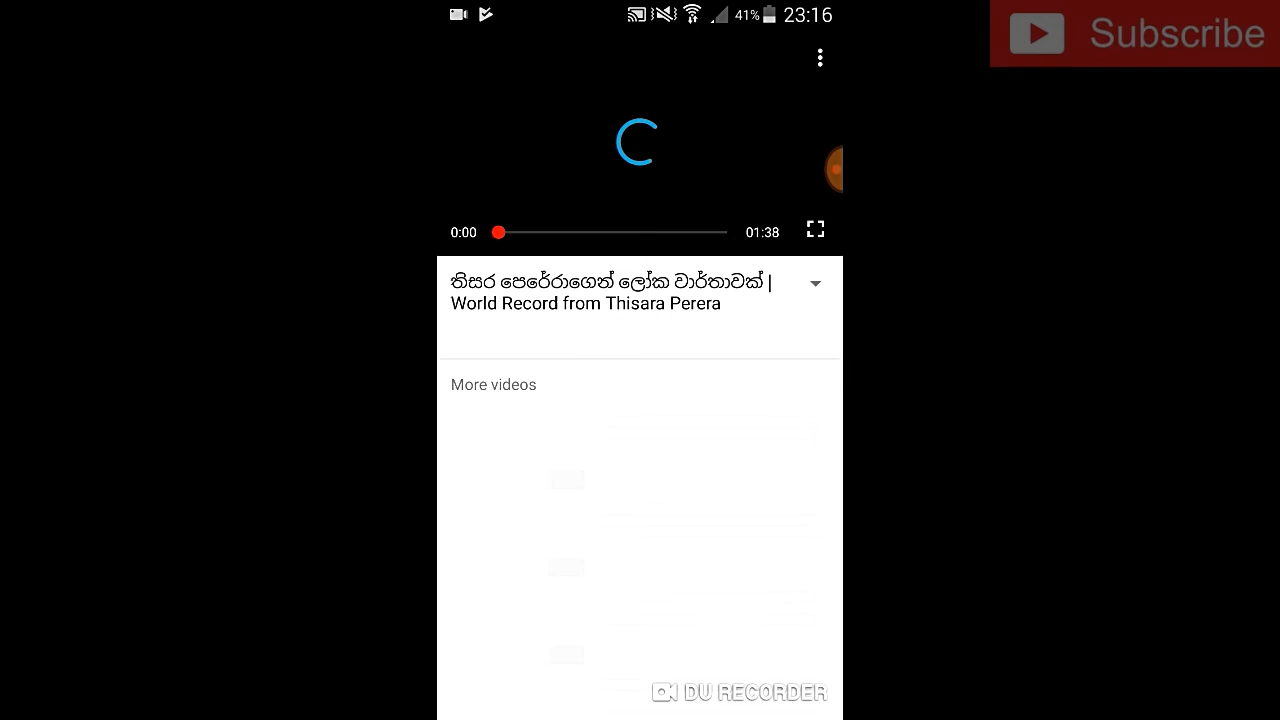 41% 23:16
Subscribe
0:00 01:38
තිසර පෙරේරාගෙන් ලෝක වාර්තාවක් |
World Record from Thisara Perera
More videos
DU RECORDER